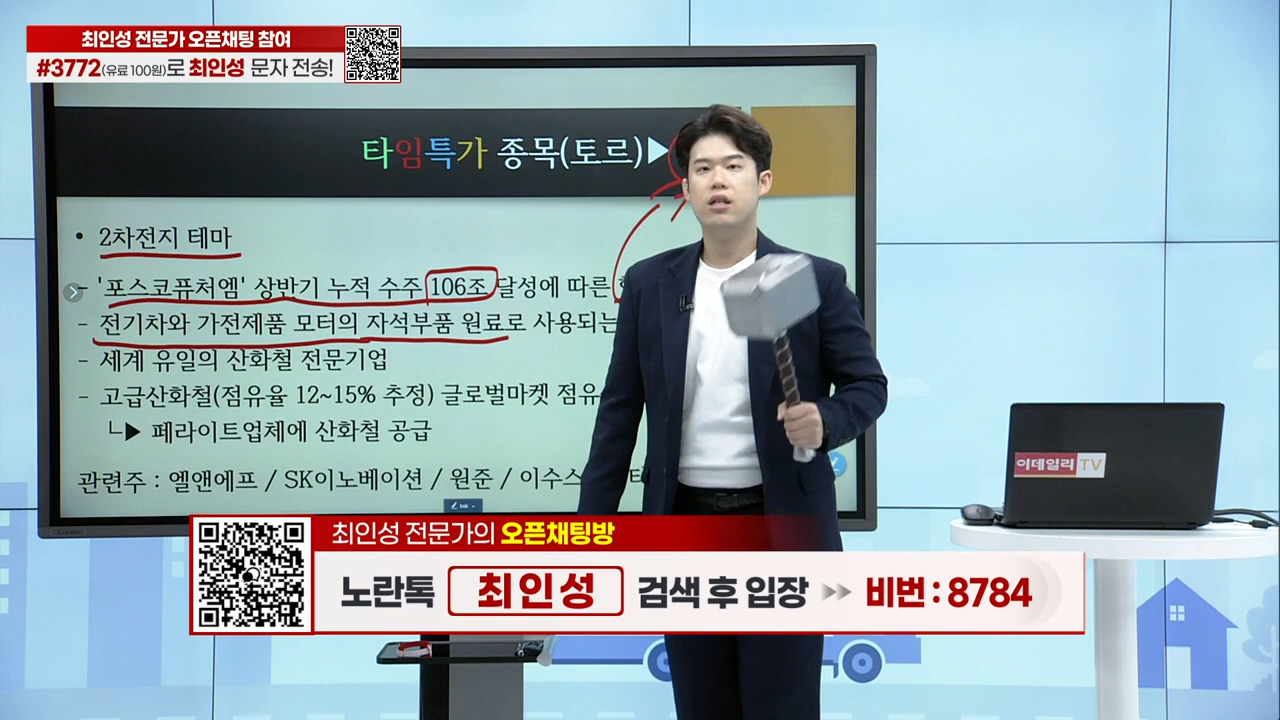 최인성 전문가 오픈채팅 참여
#3772(유료 100원)로 최인성 문자 전송!
타임특가 종목(토르)▶
• 2차전지 테마
- '포스코퓨처엠' 상반기 누적 수주 106조 달성에 따른
- 전기차와 가전제품 모터의 자석부품 원료로 사용되는
- 세계 유일의 산화철 전문기업
- 고급산화철(점유율 12~15% 추정) 글로벌마켓 점유
└▶ 페라이트업체에 산화철 공급
관련주 : 엘앤에프 / SK이노베이션 / 원준 / 이수스
Ink
이데일리TV
최인성 전문가의 오픈채팅방
노란톡 최인성 검색 후 입장 ▶▶ 비번 : 8784